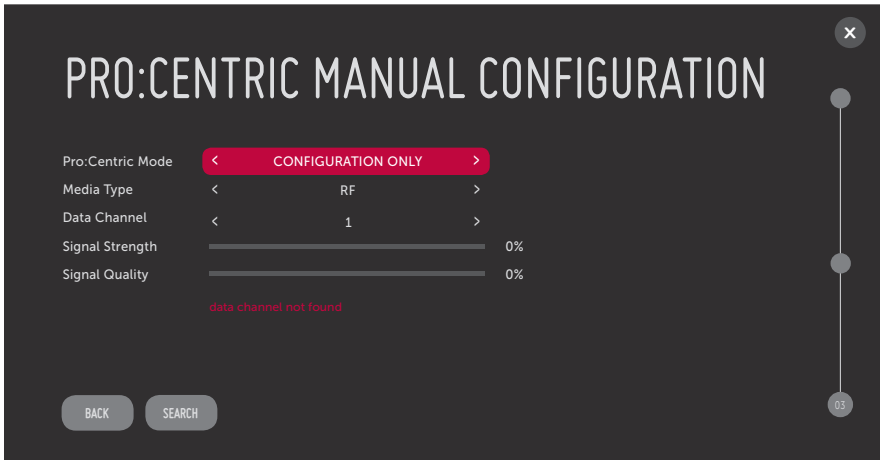 X
PRO:CENTRIC MANUAL CONFIGURATION
Pro:Centric Mode < CONFIGURATION ONLY >
Media Type < RF >
Data Channel < 1 >
Signal Strength 0%
Signal Quality 0%
data channel not found
BACK SEARCH
03